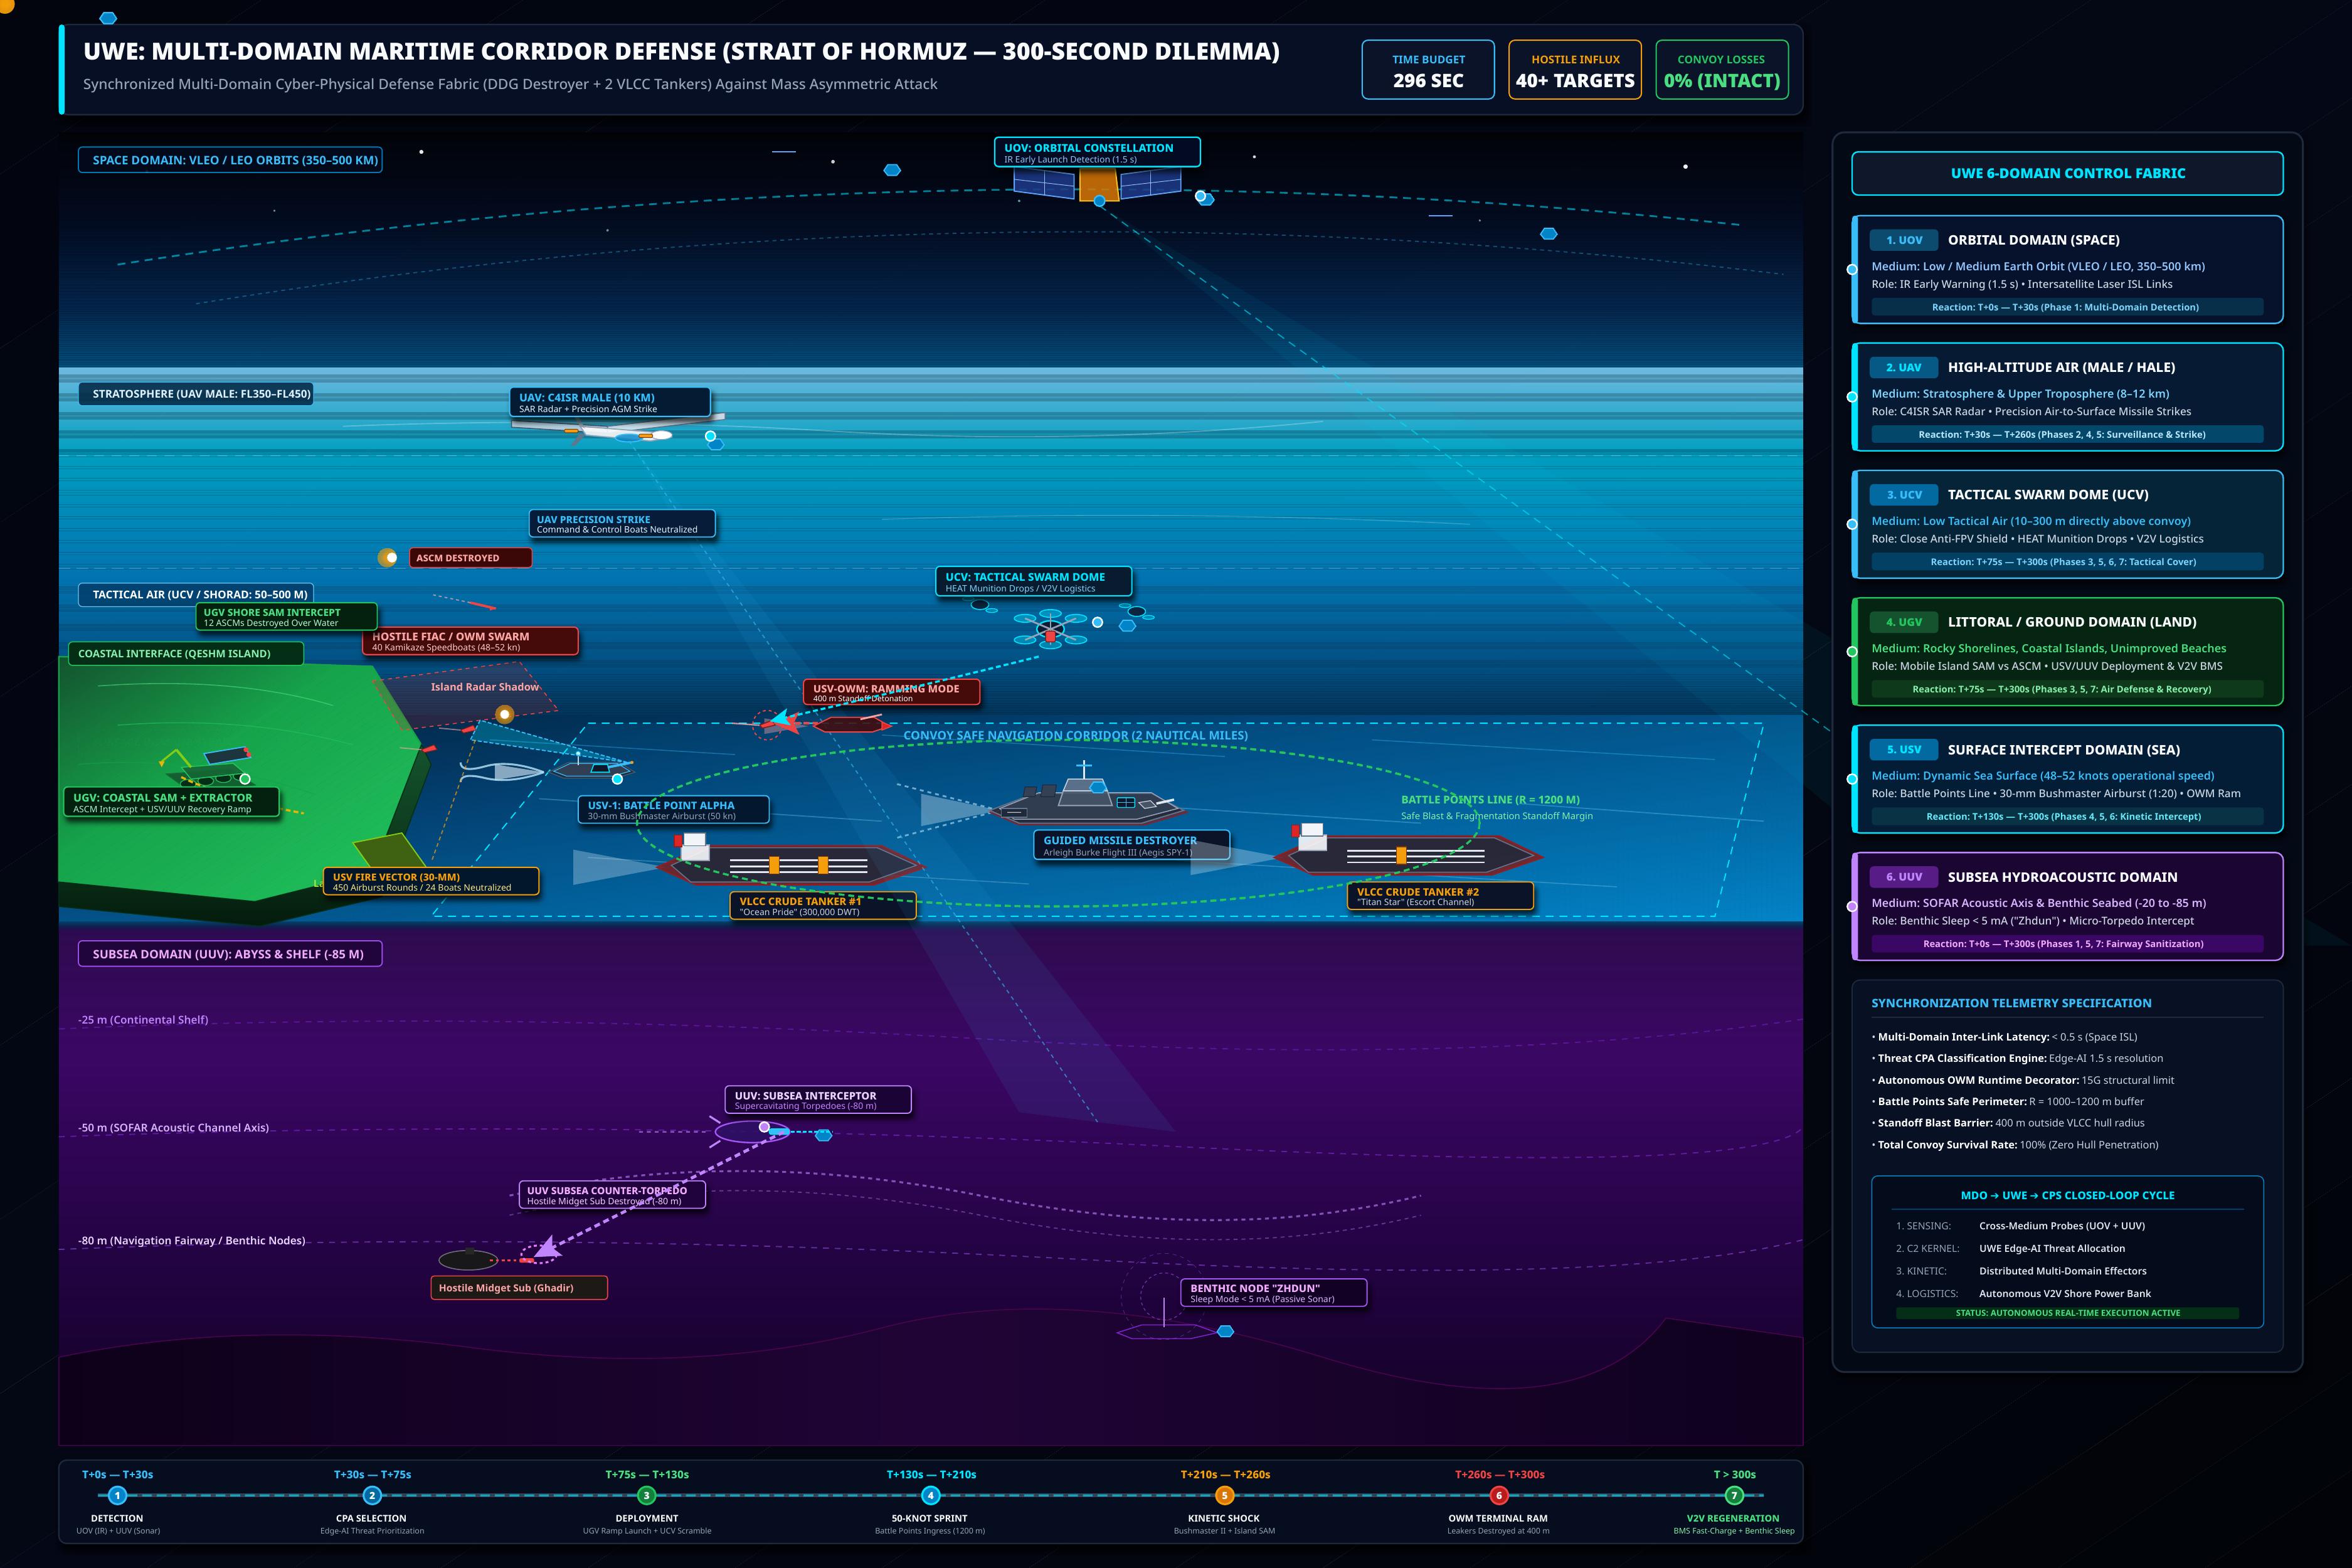 UWE: MULTI-DOMAIN MARITIME CORRIDOR DEFENSE (STRAIT OF HORMUZ — 300-SECOND DILEMMA)
Synchronized Multi-Domain Cyber-Physical Defense Fabric (DDG Destroyer + 2 VLCC Tankers) Against Mass Asymmetric Attack
TIME BUDGET
296 SEC
HOSTILE INFLUX
40+ TARGETS
CONVOY LOSSES
0% (INTACT)
SPACE DOMAIN: VLEO / LEO ORBITS (350–500 KM)
UOV: ORBITAL CONSTELLATION
IR Early Launch Detection (1.5 s)
STRATOSPHERE (UAV MALE: FL350–FL450)
UAV: C4ISR MALE (10 KM)
SAR Radar + Precision AGM Strike
UAV PRECISION STRIKE
Command & Control Boats Neutralized
ASCM DESTROYED
TACTICAL AIR (UCV / SHORAD: 50–500 M)
UGV SHORE SAM INTERCEPT
12 ASCMs Destroyed Over Water
UCV: TACTICAL SWARM DOME
HEAT Munition Drops / V2V Logistics
HOSTILE FIAC / OWM SWARM
40 Kamikaze Speedboats (48–52 kn)
COASTAL INTERFACE (QESHM ISLAND)
Island Radar Shadow
USV-OWM: RAMMING MODE
400 m Standoff Detonation
CONVOY SAFE NAVIGATION CORRIDOR (2 NAUTICAL MILES)
UGV: COASTAL SAM + EXTRACTOR
ASCM Intercept + USV/UUV Recovery Ramp
USV-1: BATTLE POINT ALPHA
30-mm Bushmaster Airburst (50 kn)
BATTLE POINTS LINE (R = 1200 M)
Safe Blast & Fragmentation Standoff Margin
GUIDED MISSILE DESTROYER
Arleigh Burke Flight III (Aegis SPY-1)
USV FIRE VECTOR (30-MM)
450 Airburst Rounds / 24 Boats Neutralized
VLCC CRUDE TANKER #1
"Ocean Pride" (300,000 DWT)
VLCC CRUDE TANKER #2
"Titan Star" (Escort Channel)
SUBSEA DOMAIN (UUV): ABYSS & SHELF (-85 M)
-25 m (Continental Shelf)
UUV: SUBSEA INTERCEPTOR
Supercavitating Torpedoes (-80 m)
-50 m (SOFAR Acoustic Channel Axis)
UUV SUBSEA COUNTER-TORPEDO
Hostile Midget Sub Destroyed (-80 m)
-80 m (Navigation Fairway / Benthic Nodes)
Hostile Midget Sub (Ghadir)
BENTHIC NODE "ZHDUN"
Sleep Mode < 5 mA (Passive Sonar)
UWE 6-DOMAIN CONTROL FABRIC
1. UOV
ORBITAL DOMAIN (SPACE)
Medium: Low / Medium Earth Orbit (VLEO / LEO, 350–500 km)
Role: IR Early Warning (1.5 s) • Intersatellite Laser ISL Links
Reaction: T+0s — T+30s (Phase 1: Multi-Domain Detection)
2. UAV
HIGH-ALTITUDE AIR (MALE / HALE)
Medium: Stratosphere & Upper Troposphere (8–12 km)
Role: C4ISR SAR Radar • Precision Air-to-Surface Missile Strikes
Reaction: T+30s — T+260s (Phases 2, 4, 5: Surveillance & Strike)
3. UCV
TACTICAL SWARM DOME (UCV)
Medium: Low Tactical Air (10–300 m directly above convoy)
Role: Close Anti-FPV Shield • HEAT Munition Drops • V2V Logistics
Reaction: T+75s — T+300s (Phases 3, 5, 6, 7: Tactical Cover)
4. UGV
LITTORAL / GROUND DOMAIN (LAND)
Medium: Rocky Shorelines, Coastal Islands, Unimproved Beaches
Role: Mobile Island SAM vs ASCM • USV/UUV Deployment & V2V BMS
Reaction: T+75s — T+300s (Phases 3, 5, 7: Air Defense & Recovery)
5. USV
SURFACE INTERCEPT DOMAIN (SEA)
Medium: Dynamic Sea Surface (48–52 knots operational speed)
Role: Battle Points Line • 30-mm Bushmaster Airburst (1:20) • OWM Ram
Reaction: T+130s — T+300s (Phases 4, 5, 6: Kinetic Intercept)
6. UUV
SUBSEA HYDROACOUSTIC DOMAIN
Medium: SOFAR Acoustic Axis & Benthic Seabed (-20 to -85 m)
Role: Benthic Sleep < 5 mA ("Zhdun") • Micro-Torpedo Intercept
Reaction: T+0s — T+300s (Phases 1, 5, 7: Fairway Sanitization)
SYNCHRONIZATION TELEMETRY SPECIFICATION
• Multi-Domain Inter-Link Latency: < 0.5 s (Space ISL)
• Threat CPA Classification Engine: Edge-AI 1.5 s resolution
• Autonomous OWM Runtime Decorator: 15G structural limit
• Battle Points Safe Perimeter: R = 1000–1200 m buffer
• Standoff Blast Barrier: 400 m outside VLCC hull radius
• Total Convoy Survival Rate: 100% (Zero Hull Penetration)
MDO → UWE → CPS CLOSED-LOOP CYCLE
1. SENSING: Cross-Medium Probes (UOV + UUV)
2. C2 KERNEL: UWE Edge-AI Threat Allocation
3. KINETIC: Distributed Multi-Domain Effectors
4. LOGISTICS: Autonomous V2V Shore Power Bank
STATUS: AUTONOMOUS REAL-TIME EXECUTION ACTIVE
T+0s — T+30s
1
DETECTION
UOV (IR) + UUV (Sonar)
T+30s — T+75s
2
CPA SELECTION
Edge-AI Threat Prioritization
T+75s — T+130s
3
DEPLOYMENT
UGV Ramp Launch + UCV Scramble
T+130s — T+210s
4
50-KNOT SPRINT
Battle Points Ingress (1200 m)
T+210s — T+260s
5
KINETIC SHOCK
Bushmaster II + Island SAM
T+260s — T+300s
6
OWM TERMINAL RAM
Leakers Destroyed at 400 m
T > 300s
7
V2V REGENERATION
BMS Fast-Charge + Benthic Sleep